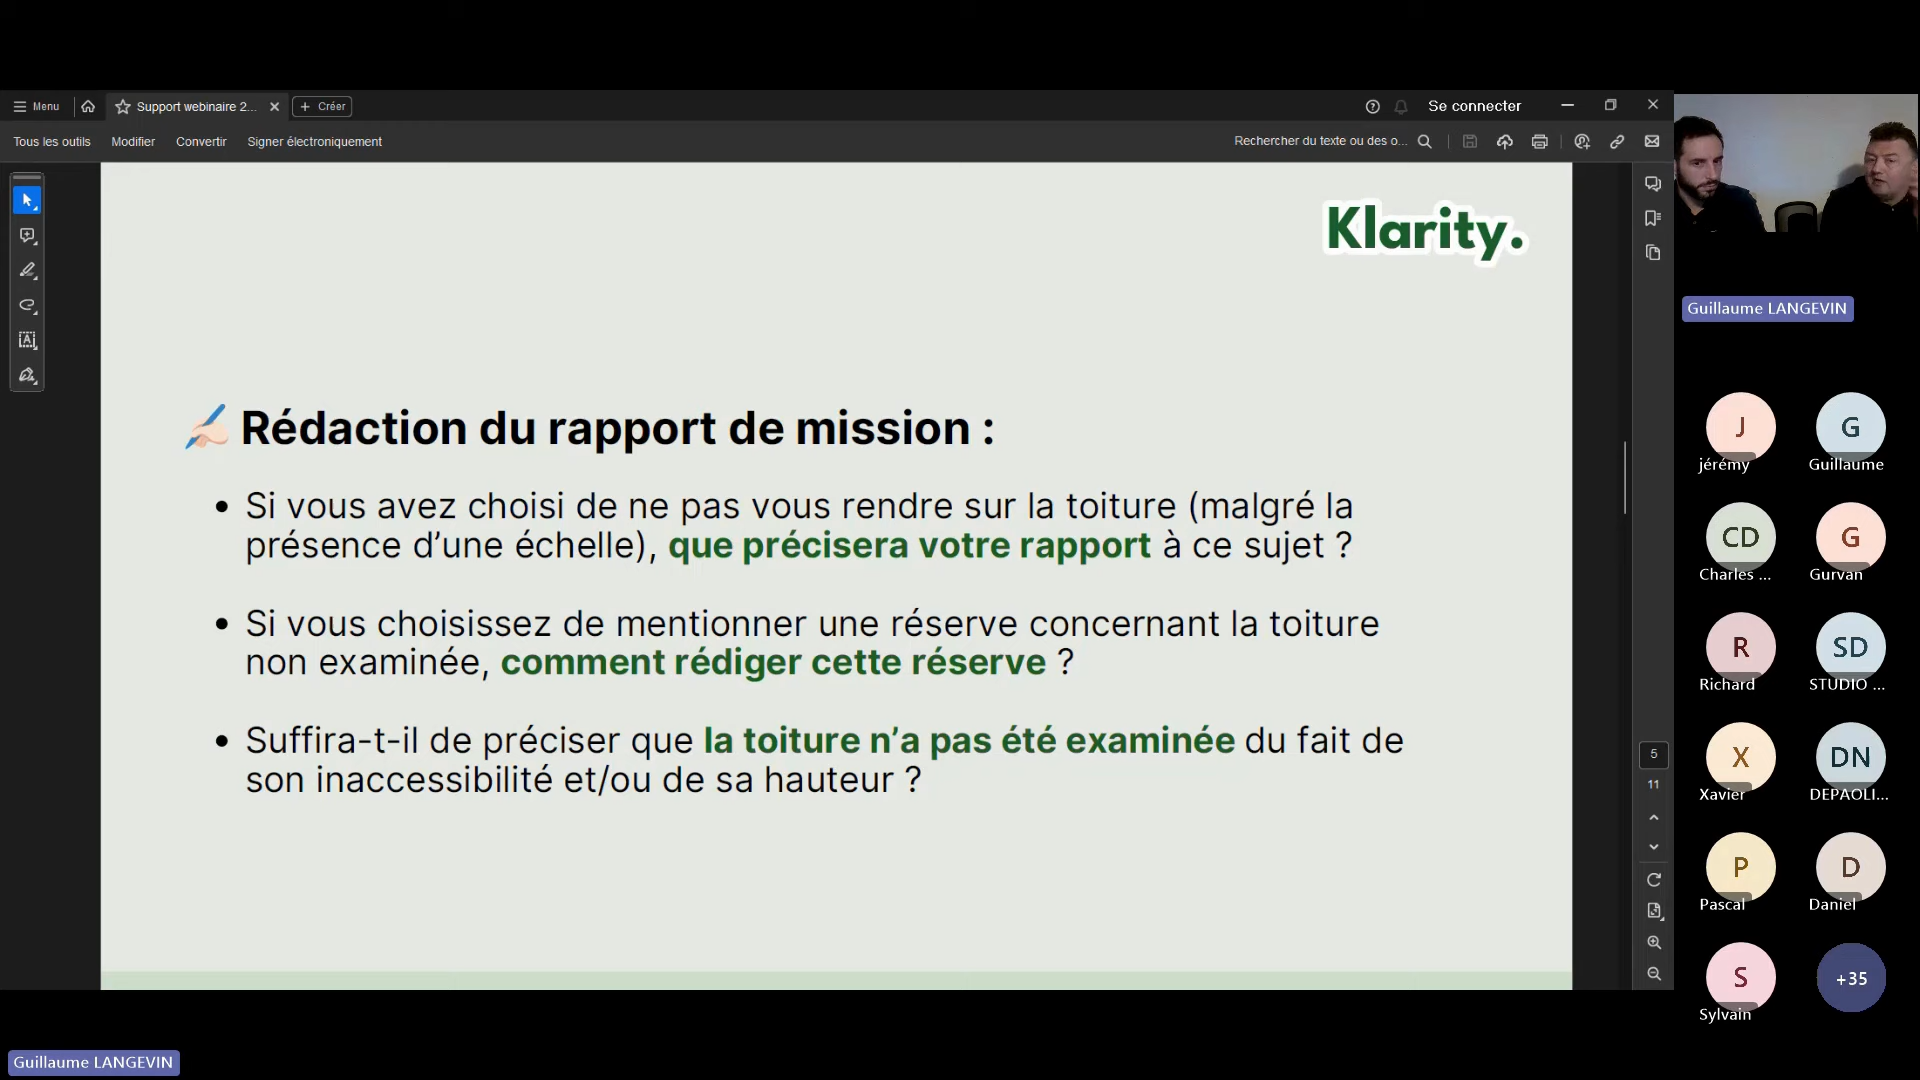 Menu
Support webinaire 2...
Créer
Se connecter
Tous les outils
Modifier
Convertir
Signer électroniquement
Rechercher du texte ou des o...
Klarity.
Rédaction du rapport de mission :
Si vous avez choisi de ne pas vous rendre sur la toiture (malgré la
présence d’une échelle), que précisera votre rapport à ce sujet ?
Si vous choisissez de mentionner une réserve concernant la toiture
non examinée, comment rédiger cette réserve ?
Suffira-t-il de préciser que la toiture n’a pas été examinée du fait de
son inaccessibilité et/ou de sa hauteur ?
5
11
Guillaume LANGEVIN
J
jérémy
G
Guillaume
CD
Charles ...
G
Gurvan
R
Richard
SD
STUDIO ...
X
Xavier
DN
DEPAOLI...
P
Pascal
D
Daniel
S
Sylvain
+35
Guillaume LANGEVIN